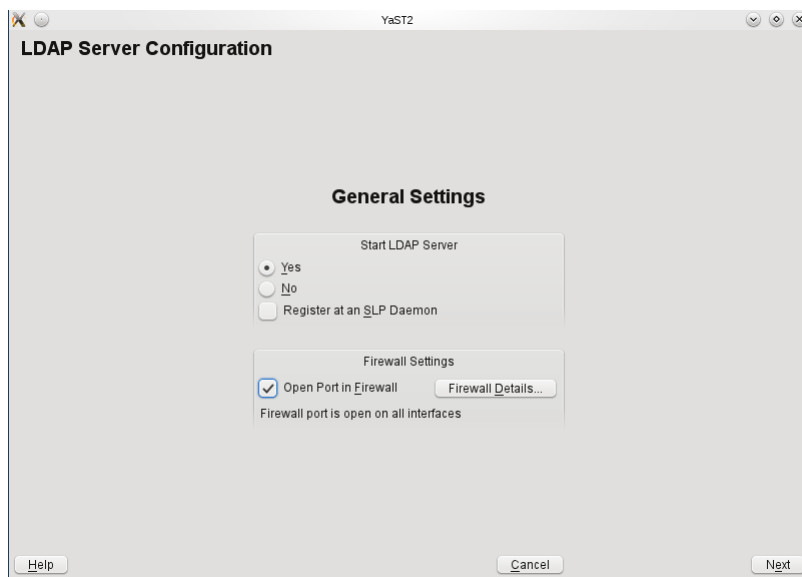 YaST2
LDAP Server Configuration
General Settings
Start LDAP Server
Yes
No
Register at an SLP Daemon
Firewall Settings
Open Port in Firewall
Firewall Details...
Firewall port is open on all interfaces
Help
Cancel
Next